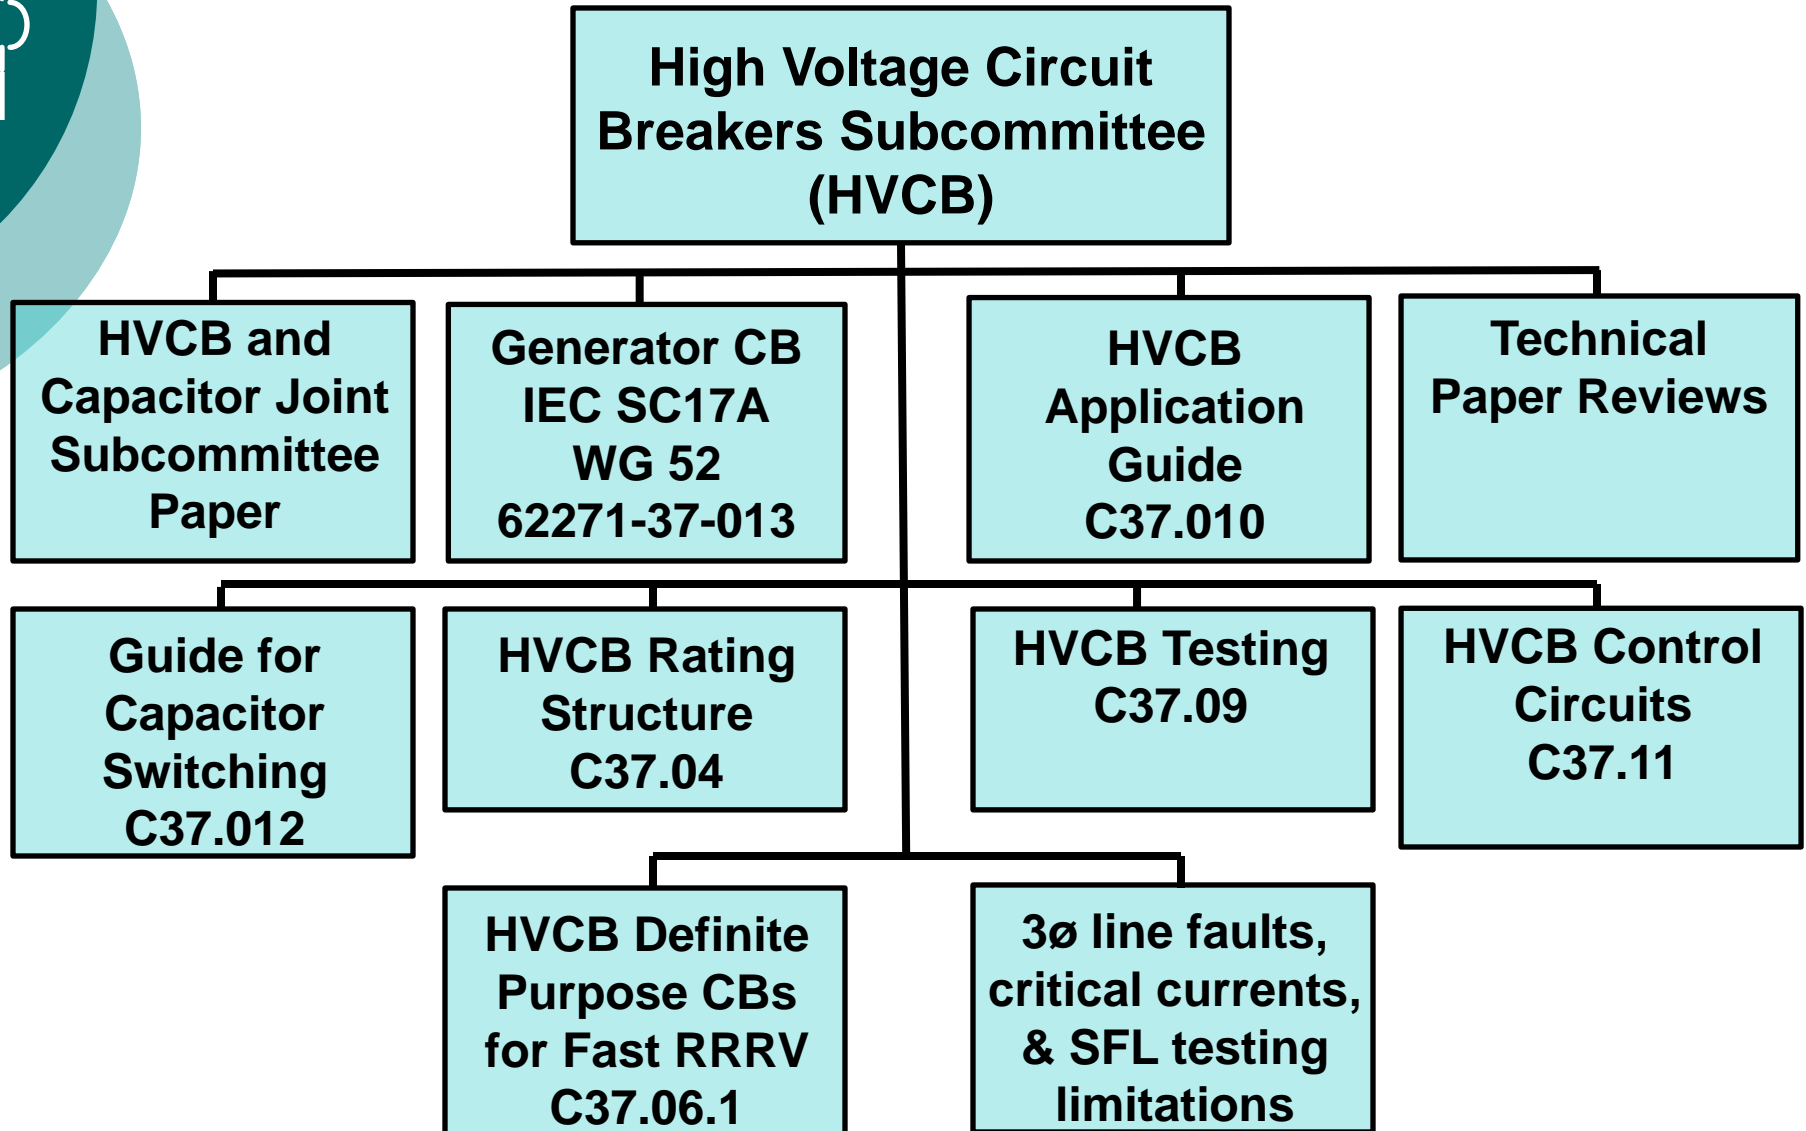 High Voltage Circuit
Breakers Subcommittee
(HVCB)
HVCB and
Capacitor Joint
Subcommittee
Paper
Generator CB
IEC SC17A
WG 52
62271-37-013
HVCB
Application
Guide
C37.010
Technical
Paper Reviews
Guide for
Capacitor
Switching
C37.012
HVCB Rating
Structure
C37.04
HVCB Testing
C37.09
HVCB Control
Circuits
C37.11
HVCB Definite
Purpose CBs
for Fast RRRV
C37.06.1
3ø line faults,
critical currents,
& SFL testing
limitations